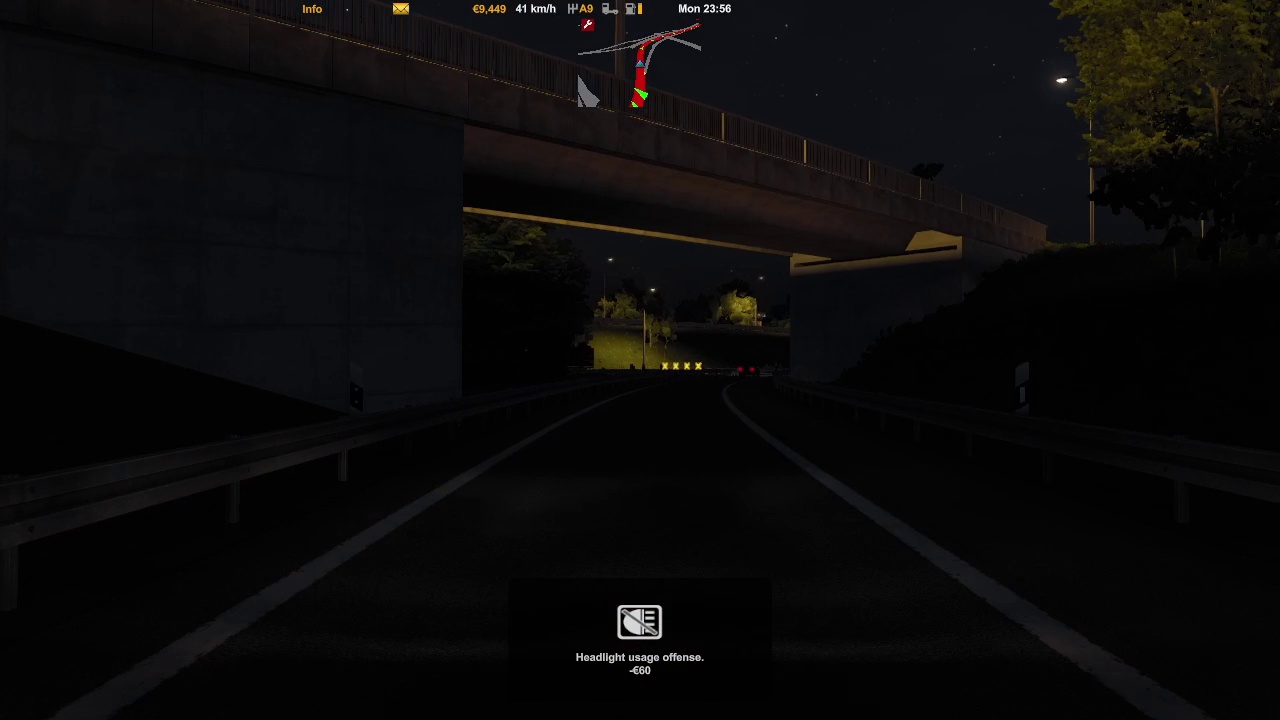 Info €9,449 41 km/h A9 Mon 23:56
Headlight usage offense.
-€60